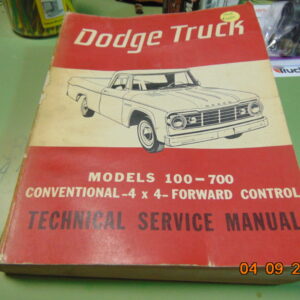 Dodge Truck
MODELS 100-700
CONVENTIONAL-4 x 4-FORWARD CONTROL
TECHNICAL SERVICE MANUAL
04 09 2